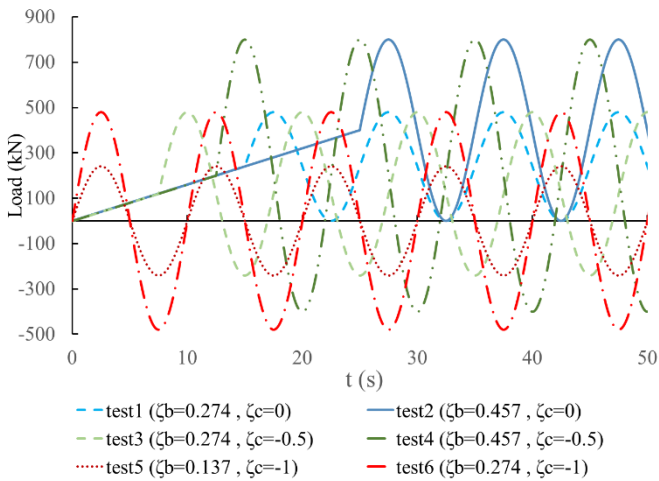 900
700
500
300
100
-100
-300
-500
Load (kN)
0 10 20 30 40 50
t (s)
test1 (ζb=0.274 , ζc=0) test2 (ζb=0.457 , ζc=0)
test3 (ζb=0.274 , ζc=-0.5) test4 (ζb=0.457 , ζc=-0.5)
test5 (ζb=0.137 , ζc=-1) test6 (ζb=0.274 , ζc=-1)